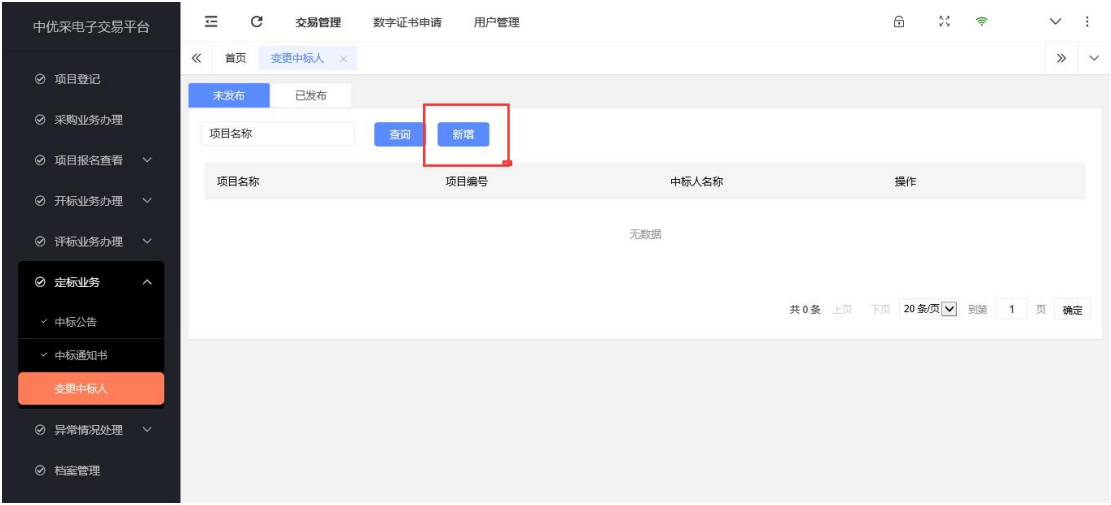 中优采电子交易平台
交易管理 数字证书申请 用户管理
首页 变更中标人
项目登记
采购业务办理
项目报名查看
开标业务办理
评标业务办理
定标业务
中标公告
中标通知书
变更中标人
异常情况处理
档案管理
未发布 已发布
项目名称 查询 新增
项目名称 项目编号 中标人名称 操作
无数据
共 0 条 上页 下页 20 条/页 到第 1 页 确定